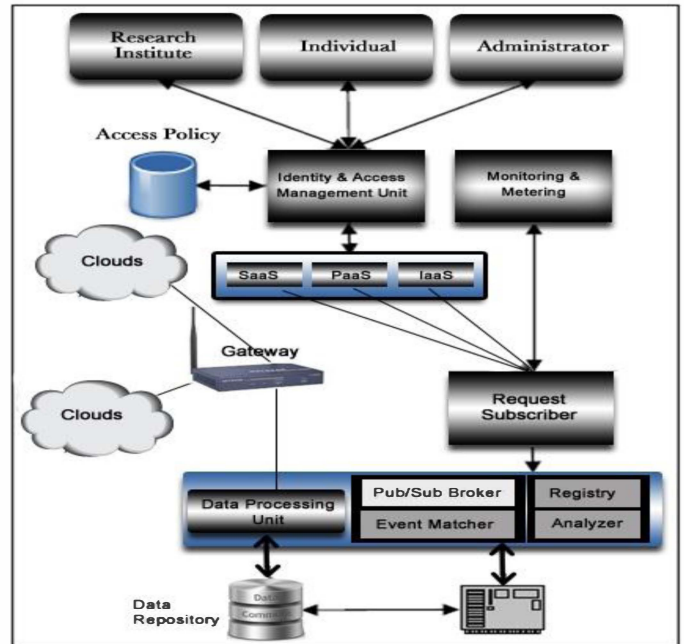 Research
Institute
Individual
Administrator
Access Policy
Identity & Access
Management Unit
Monitoring &
Metering
Clouds
SaaS
PaaS
IaaS
Gateway
Clouds
Request
Subscriber
Data Processing
Unit
Pub/Sub Broker
Registry
Event Matcher
Analyzer
Data
Repository
Data